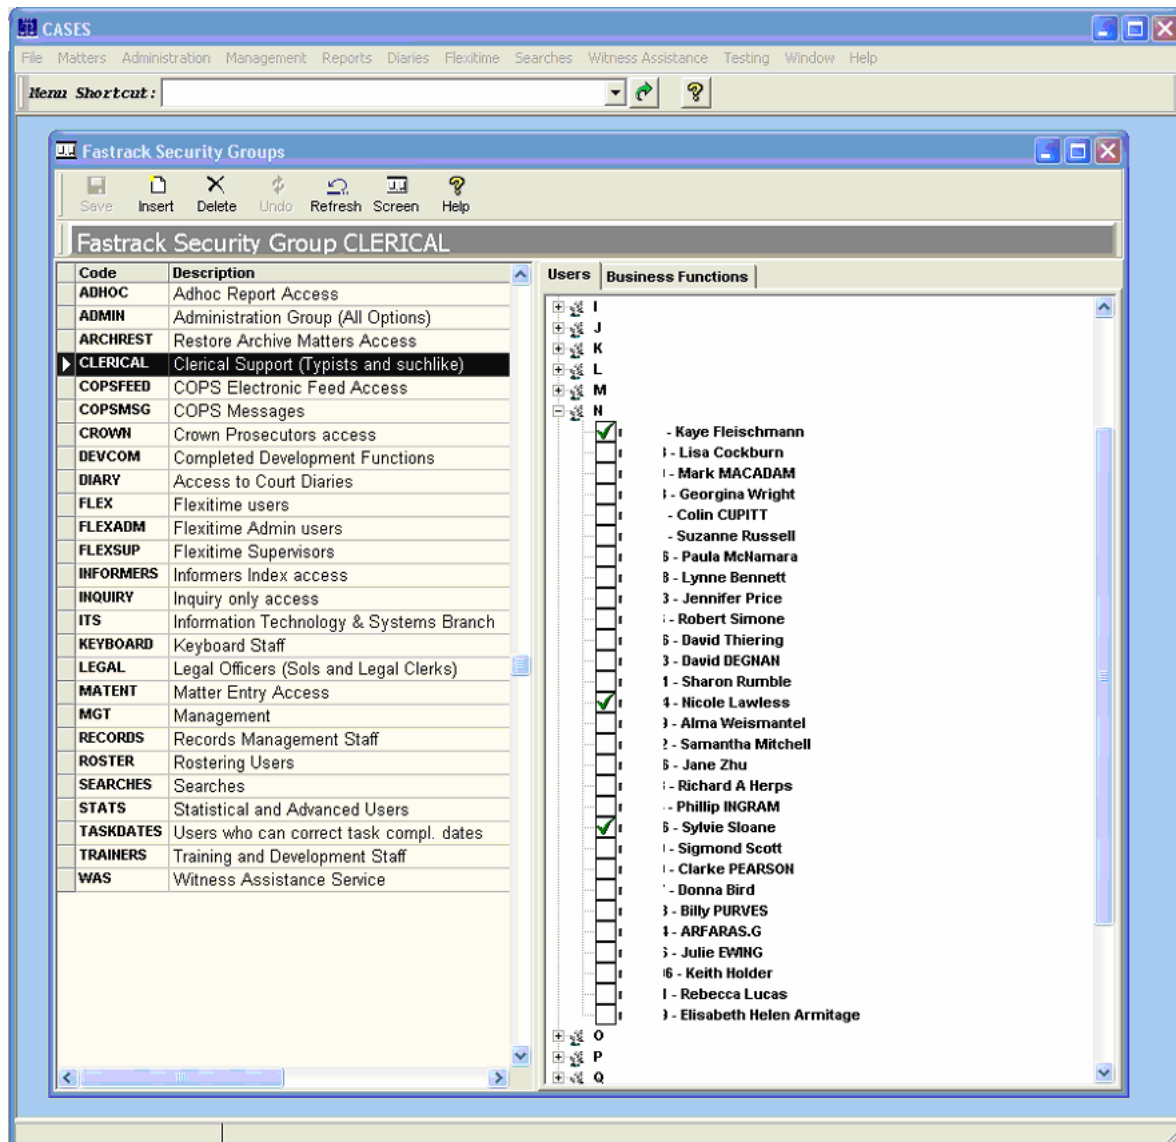 CASES
File Matters Administration Management Reports Diaries Flexitime Searches Witness Assistance Testing Window Help
Menu Shortcut:
Fastrack Security Groups
Save Insert Delete Undo Refresh Screen Help
Fastrack Security Group CLERICAL
Code Description
ADHOC Adhoc Report Access
ADMIN Administration Group (All Options)
ARCHREST Restore Archive Matters Access
CLERICAL Clerical Support (Typists and suchlike)
COPSFEED COPS Electronic Feed Access
COPSMSG COPS Messages
CROWN Crown Prosecutors access
DEVCOM Completed Development Functions
DIARY Access to Court Diaries
FLEX Flexitime users
FLEXADM Flexitime Admin users
FLEXSUP Flexitime Supervisors
INFORMERS Informers Index access
INQUIRY Inquiry only access
ITS Information Technology & Systems Branch
KEYBOARD Keyboard Staff
LEGAL Legal Officers (Sols and Legal Clerks)
MATENT Matter Entry Access
MGT Management
RECORDS Records Management Staff
ROSTER Rostering Users
SEARCHES Searches
STATS Statistical and Advanced Users
TASKDATES Users who can correct task compl. dates
TRAINERS Training and Development Staff
WAS Witness Assistance Service
Users Business Functions
I
J
K
L
M
N
- Kaye Fleischmann
- Lisa Cockburn
- Mark MACADAM
- Georgina Wright
- Colin CUPITT
- Suzanne Russell
- Paula McNamara
- Lynne Bennett
- Jennifer Price
- Robert Simone
- David Thiering
- David DEGNAN
- Sharon Rumble
- Nicole Lawless
- Alma Weismantel
- Samantha Mitchell
- Jane Zhu
- Richard A Herps
- Phillip INGRAM
- Sylvie Sloane
- Sigmond Scott
- Clarke PEARSON
- Donna Bird
- Billy PURVES
- ARFARAS.G
- Julie EWING
- Keith Holder
- Rebecca Lucas
- Elisabeth Helen Armitage
O
P
Q